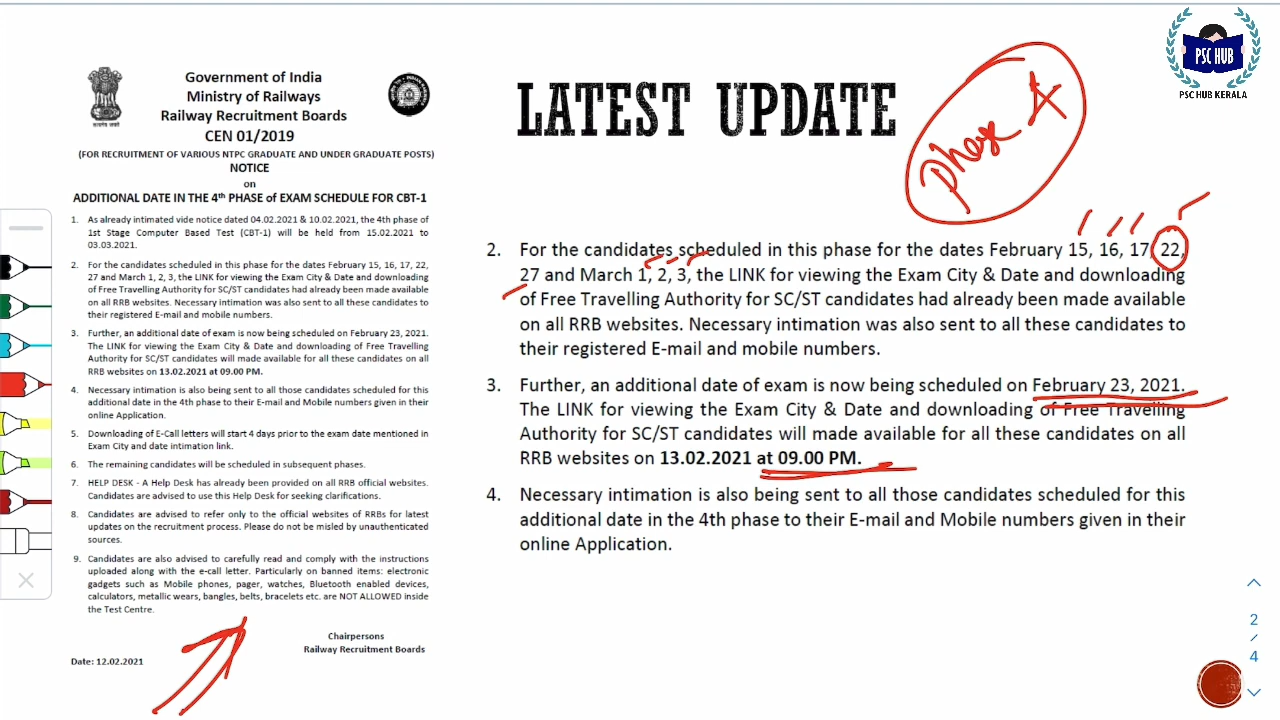 PSC HUB
PSC HUB KERALA
Government of India
Ministry of Railways
Railway Recruitment Boards
CEN 01/2019
(FOR RECRUITMENT OF VARIOUS NTPC GRADUATE AND UNDER GRADUATE POSTS)
NOTICE
on
ADDITIONAL DATE IN THE 4th PHASE of EXAM SCHEDULE FOR CBT-1
1. As already intimated vide notice dated 04.02.2021 & 10.02.2021, the 4th phase of
1st Stage Computer Based Test (CBT-1) will be held from 15.02.2021 to
03.03.2021.
2. For the candidates scheduled in this phase for the dates February 15, 16, 17, 22,
27 and March 1, 2, 3, the LINK for viewing the Exam City & Date and downloading
of Free Travelling Authority for SC/ST candidates had already been made available
on all RRB websites. Necessary intimation was also sent to all these candidates to
their registered E-mail and mobile numbers.
3. Further, an additional date of exam is now being scheduled on February 23, 2021.
The LINK for viewing the Exam City & Date and downloading of Free Travelling
Authority for SC/ST candidates will made available for all these candidates on all
RRB websites on 13.02.2021 at 09.00 PM.
4. Necessary intimation is also being sent to all those candidates scheduled for this
additional date in the 4th phase to their E-mail and Mobile numbers given in their
online Application.
5. Downloading of E-Call letters will start 4 days prior to the exam date mentioned in
Exam City and date intimation link.
6. The remaining candidates will be scheduled in subsequent phases.
7. HELP DESK - A Help Desk has already been provided on all RRB official websites.
Candidates are advised to use this Help Desk for seeking clarifications.
8. Candidates are advised to refer only to the official websites of RRBs for latest
updates on the recruitment process. Please do not be misled by unauthenticated
sources.
9. Candidates are also advised to carefully read and comply with the instructions
uploaded along with the e-call letter. Particularly on banned items: electronic
gadgets such as Mobile phones, pager, watches, Bluetooth enabled devices,
calculators, metallic wears, bangles, belts, bracelets etc. are NOT ALLOWED inside
the Test Centre.
Chairpersons
Railway Recruitment Boards
Date: 12.02.2021
LATEST UPDATE
phase 4
2. For the candidates scheduled in this phase for the dates February 15, 16, 17, 22,
27 and March 1, 2, 3, the LINK for viewing the Exam City & Date and downloading
of Free Travelling Authority for SC/ST candidates had already been made available
on all RRB websites. Necessary intimation was also sent to all these candidates to
their registered E-mail and mobile numbers.
3. Further, an additional date of exam is now being scheduled on February 23, 2021.
The LINK for viewing the Exam City & Date and downloading of Free Travelling
Authority for SC/ST candidates will made available for all these candidates on all
RRB websites on 13.02.2021 at 09.00 PM.
4. Necessary intimation is also being sent to all those candidates scheduled for this
additional date in the 4th phase to their E-mail and Mobile numbers given in their
online Application.
2
/
4